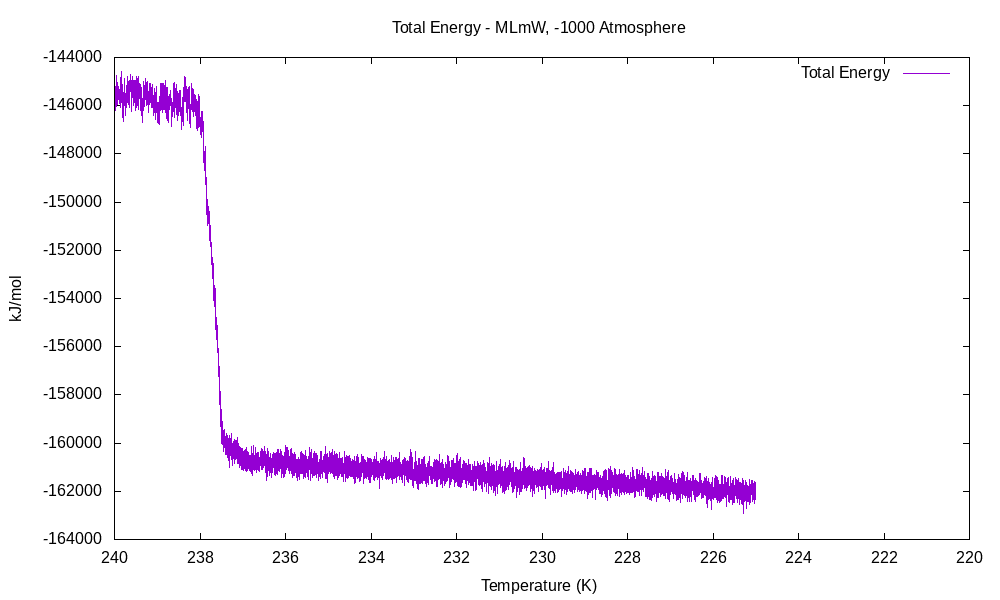 Total Energy - MLmW, -1000 Atmosphere
Total Energy
-144000
-146000
-148000
-150000
-152000
-154000
-156000
-158000
-160000
-162000
-164000
kJ/mol
240 238 236 234 232 230 228 226 224 222 220
Temperature (K)